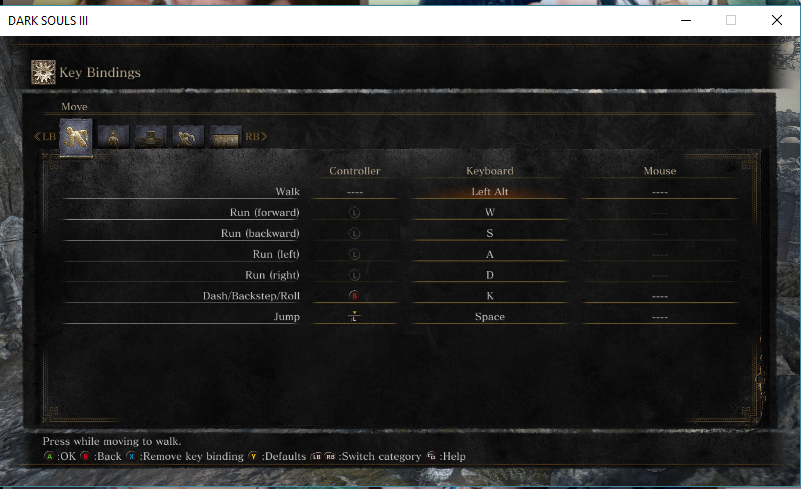 DARK SOULS III
Key Bindings
Move
LB RB
Controller Keyboard Mouse
Walk ---- Left Alt ----
Run (forward) L W ----
Run (backward) L S ----
Run (left) L A ----
Run (right) L D ----
Dash/Backstep/Roll B K ----
Jump L Space ----
Press while moving to walk.
A :OK B :Back X :Remove key binding Y :Defaults LB RB :Switch category :Help